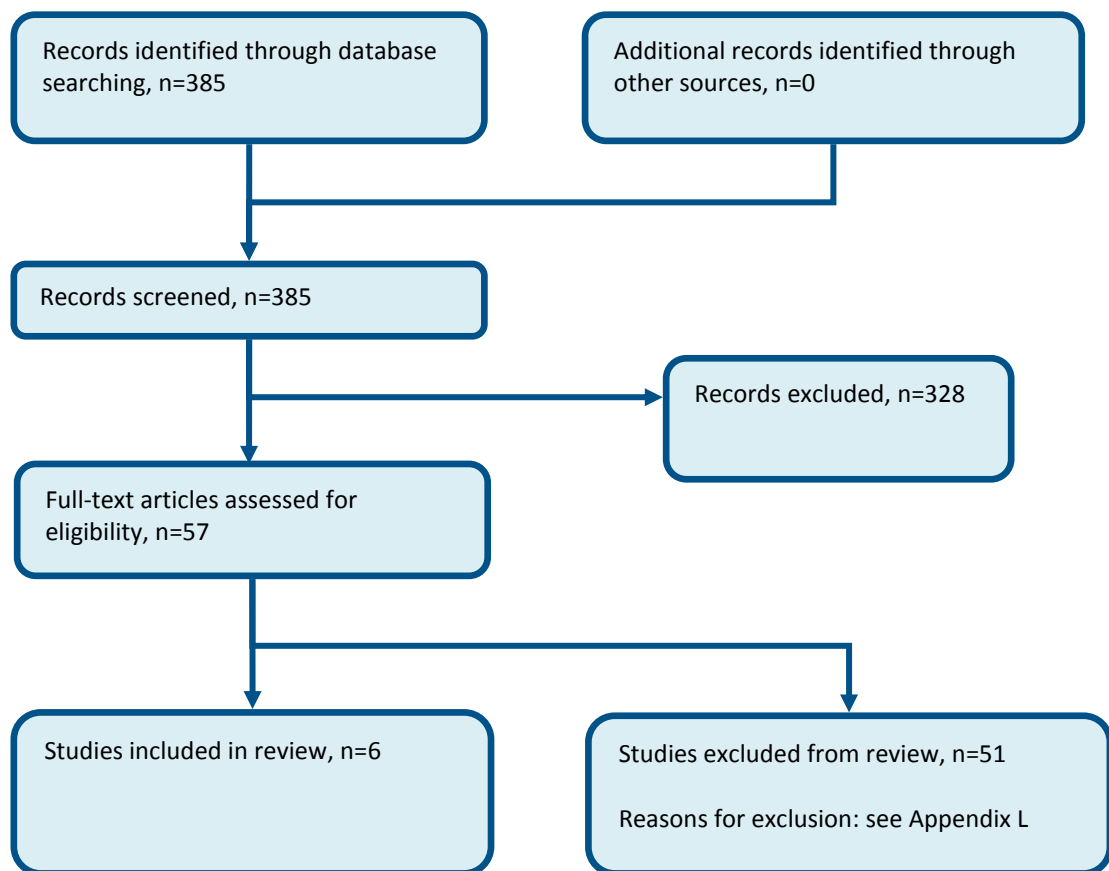 Records identified through database
searching, n=385
Additional records identified through
other sources, n=0
Records screened, n=385
Records excluded, n=328
Full-text articles assessed for
eligibility, n=57
Studies included in review, n=6
Studies excluded from review, n=51
Reasons for exclusion: see Appendix L